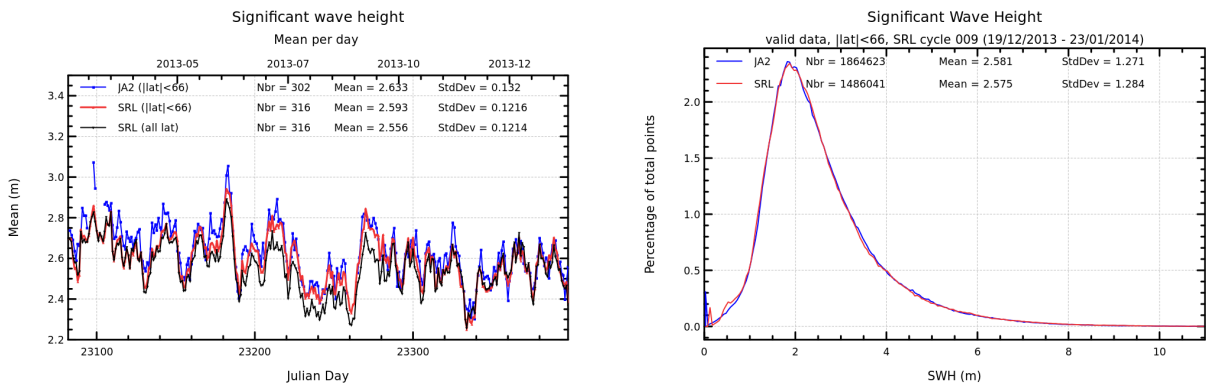 Significant wave height
Mean per day
2013-05 2013-07 2013-10 2013-12
JA2 (|lat|<66) Nbr = 302 Mean = 2.633 StdDev = 0.132
SRL (|lat|<66) Nbr = 316 Mean = 2.593 StdDev = 0.1216
SRL (all lat) Nbr = 316 Mean = 2.556 StdDev = 0.1214
3.4
3.2
3.0
2.8
2.6
2.4
2.2
Mean (m)
23100 23200 23300
Julian Day
Significant Wave Height
valid data, |lat|<66, SRL cycle 009 (19/12/2013 - 23/01/2014)
JA2 Nbr = 1864623 Mean = 2.581 StdDev = 1.271
SRL Nbr = 1486041 Mean = 2.575 StdDev = 1.284
2.0
1.5
1.0
0.5
0.0
Percentage of total points
0 2 4 6 8 10
SWH (m)